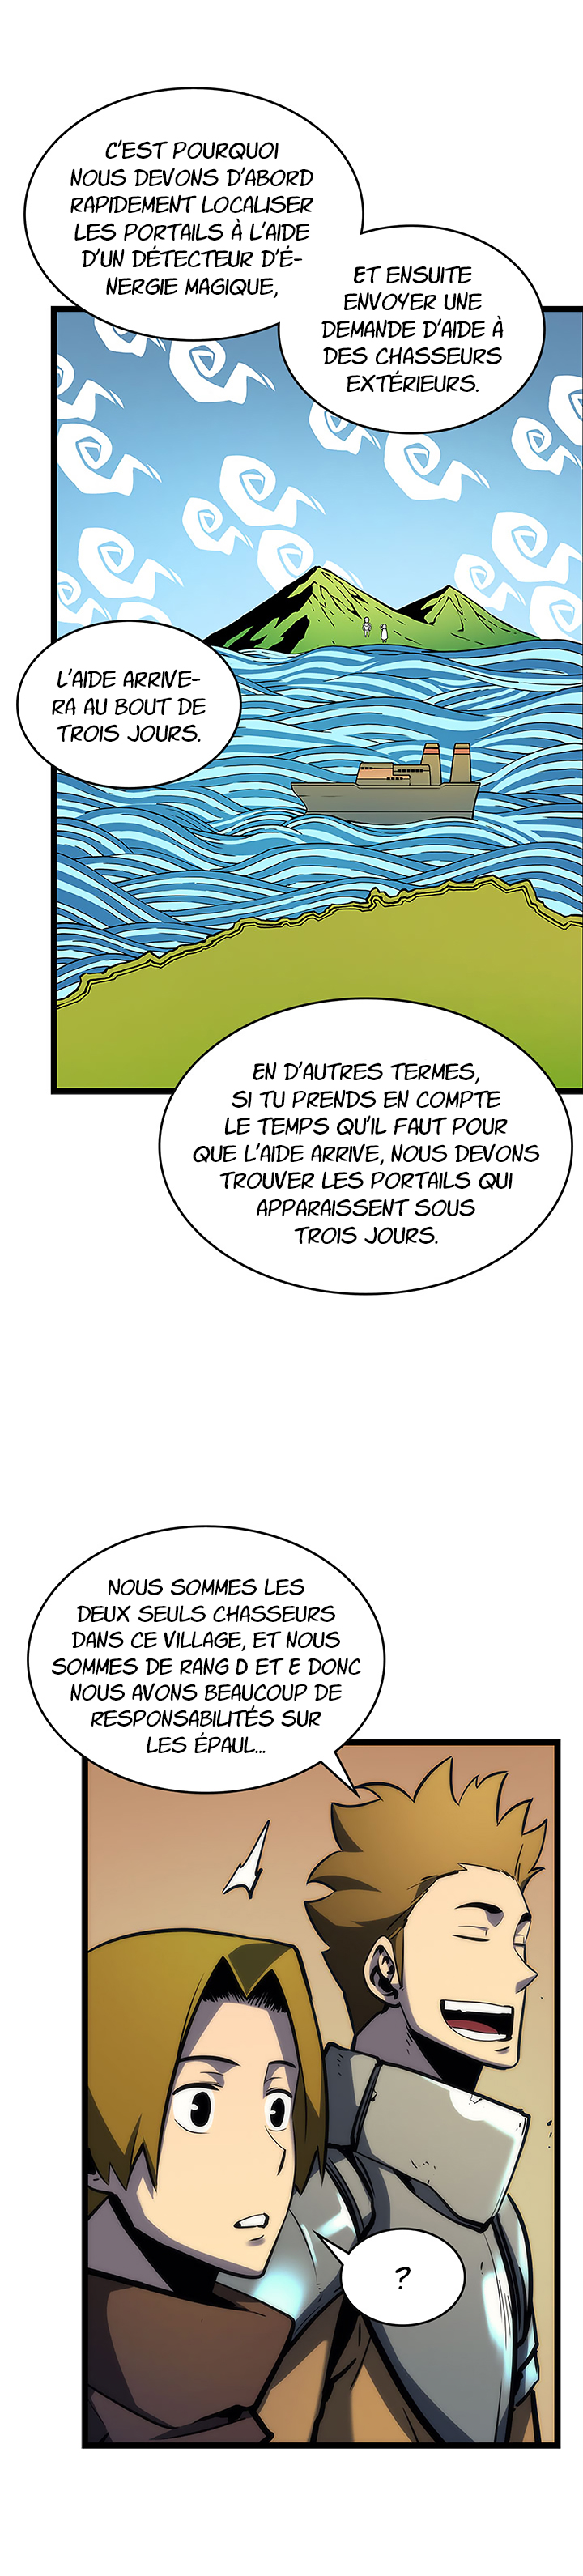 C'EST POURQUOI
NOUS DEVONS D'ABORD
RAPIDEMENT LOCALISER
LES PORTAILS À L'AIDE
D'UN DÉTECTEUR D'É-
NERGIE MAGIQUE,
ET ENSUITE
ENVOYER UNE
DEMANDE D'AIDE À
DES CHASSEURS
EXTÉRIEURS.
L'AIDE ARRIVE-
RA AU BOUT DE
TROIS JOURS.
EN D'AUTRES TERMES,
SI TU PRENDS EN COMPTE
LE TEMPS QU'IL FAUT POUR
QUE L'AIDE ARRIVE, NOUS DEVONS
TROUVER LES PORTAILS QUI
APPARAISSENT SOUS
TROIS JOURS.
NOUS SOMMES LES
DEUX SEULS CHASSEURS
DANS CE VILLAGE, ET NOUS
SOMMES DE RANG D ET E DONC
NOUS AVONS BEAUCOUP DE
RESPONSABILITÉS SUR
LES ÉPAUL...
?